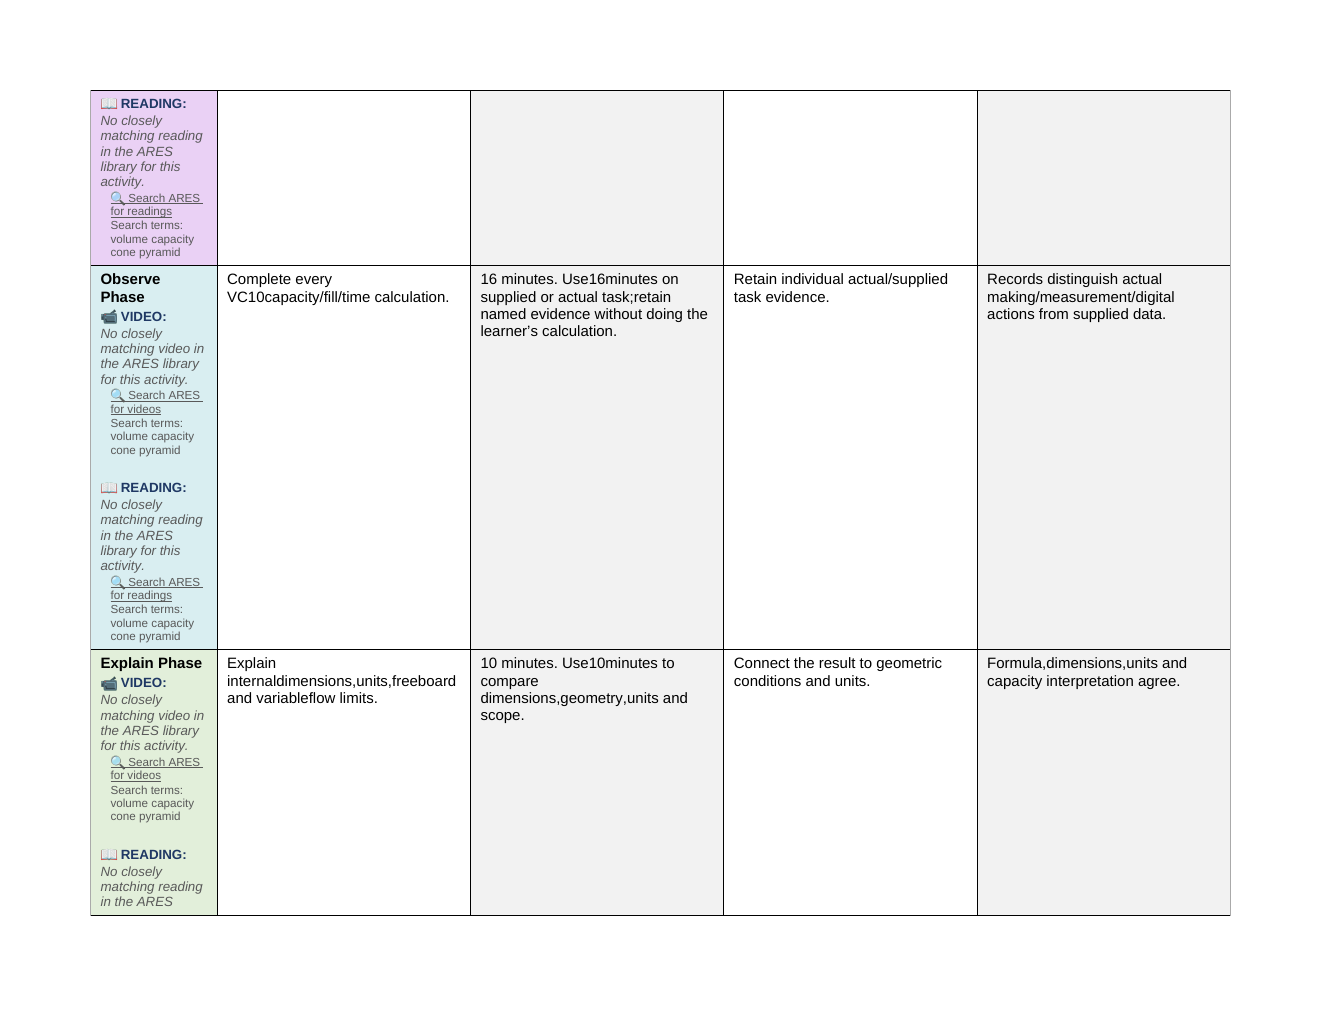 📖 READING:
No closely
matching reading
in the ARES
library for this
activity.
🔍 Search ARES
for readings
Search terms:
volume capacity
cone pyramid
Observe
Phase
📹 VIDEO:
No closely
matching video in
the ARES library
for this activity.
🔍 Search ARES
for videos
Search terms:
volume capacity
cone pyramid
📖 READING:
No closely
matching reading
in the ARES
library for this
activity.
🔍 Search ARES
for readings
Search terms:
volume capacity
cone pyramid
Complete every
VC10capacity/fill/time calculation.
16 minutes. Use16minutes on
supplied or actual task;retain
named evidence without doing the
learner’s calculation.
Retain individual actual/supplied
task evidence.
Records distinguish actual
making/measurement/digital
actions from supplied data.
Explain Phase
📹 VIDEO:
No closely
matching video in
the ARES library
for this activity.
🔍 Search ARES
for videos
Search terms:
volume capacity
cone pyramid
📖 READING:
No closely
matching reading
in the ARES
Explain
internaldimensions,units,freeboard
and variableflow limits.
10 minutes. Use10minutes to
compare
dimensions,geometry,units and
scope.
Connect the result to geometric
conditions and units.
Formula,dimensions,units and
capacity interpretation agree.